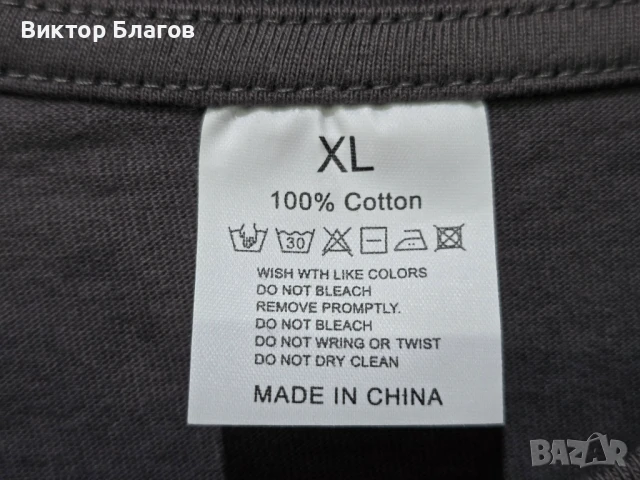 Виктор Благов
XL
100% Cotton
30
WISH WTH LIKE COLORS
DO NOT BLEACH
REMOVE PROMPTLY.
DO NOT BLEACH
DO NOT WRING OR TWIST
DO NOT DRY CLEAN
MADE IN CHINA
BAZAR